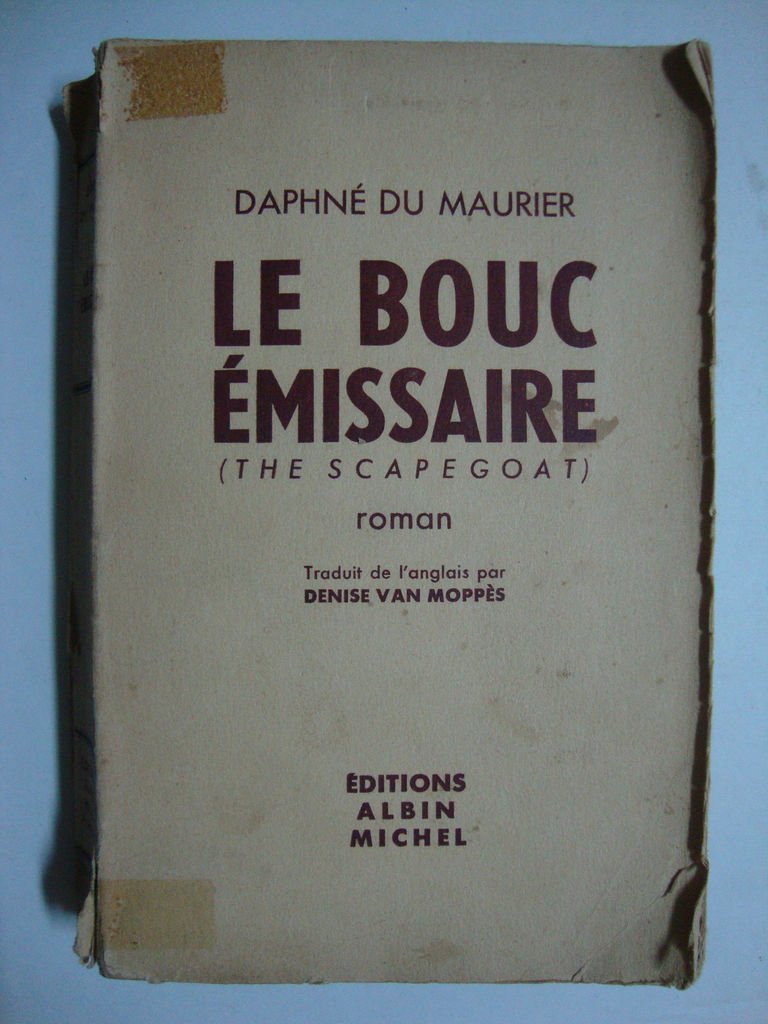 DAPHNÉ DU MAURIER
LE BOUC
ÉMISSAIRE
(THE SCAPEGOAT)
roman
Traduit de l'anglais par
DENISE VAN MOPPÈS
ÉDITIONS
ALBIN
MICHEL